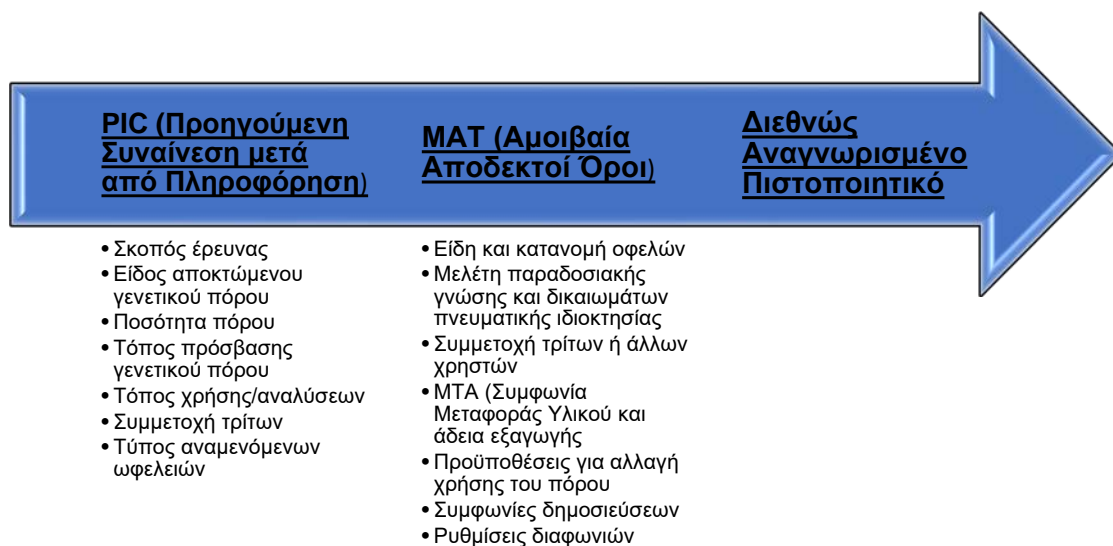 PIC (Προηγούμενη
Συναίνεση μετά
από Πληροφόρηση)
• Σκοπός έρευνας
• Είδος αποκτώμενου
γενετικού πόρου
• Ποσότητα πόρου
• Τόπος πρόσβασης
γενετικού πόρου
• Τόπος χρήσης/αναλύσεων
• Συμμετοχή τρίτων
• Τύπος αναμενόμενων
ωφελειών
MAT (Αμοιβαία
Αποδεκτοί Όροι)
• Είδη και κατανομή οφελών
• Μελέτη παραδοσιακής
γνώσης και δικαιωμάτων
πνευματικής ιδιοκτησίας
• Συμμετοχή τρίτων ή άλλων
χρηστών
• MTA (Συμφωνία
Μεταφοράς Υλικού και
άδεια εξαγωγής
• Προϋποθέσεις για αλλαγή
χρήσης του πόρου
• Συμφωνίες δημοσιεύσεων
• Ρυθμίσεις διαφωνιών
Διεθνώς
Αναγνωρισμένο
Πιστοποιητικό